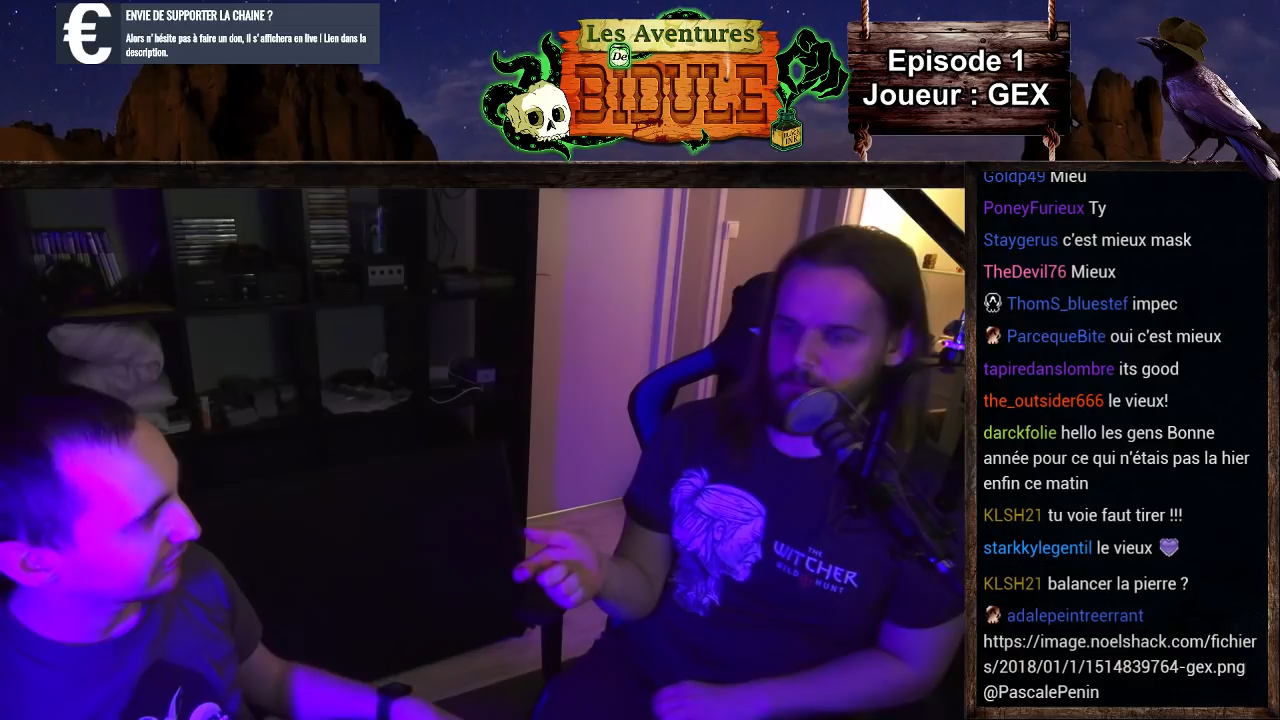 ENVIE DE SUPPORTER LA CHAINE ?
Alors n'hésite pas à faire un don, il s'affichera en live ! Lien dans la
description.
€
Les Aventures
De
BIDULE
BLACK
INK
Episode 1
Joueur : GEX
Goldp49 Mieu
PoneyFurieux Ty
Staygerus c'est mieux mask
TheDevil76 Mieux
ThomS_bluestef impec
ParcequeBite oui c'est mieux
tapiredanslombre its good
the_outsider666 le vieux!
darckfolie hello les gens Bonne
année pour ce qui n'étais pas la hier
enfin ce matin
KLSH21 tu voie faut tirer !!!
starkkylegentil le vieux
KLSH21 balancer la pierre ?
adalepeintreerrant
https://image.noelshack.com/fichier
s/2018/01/1/1514839764-gex.png
@PascalePenin
THE
WITCHER
WILD HUNT